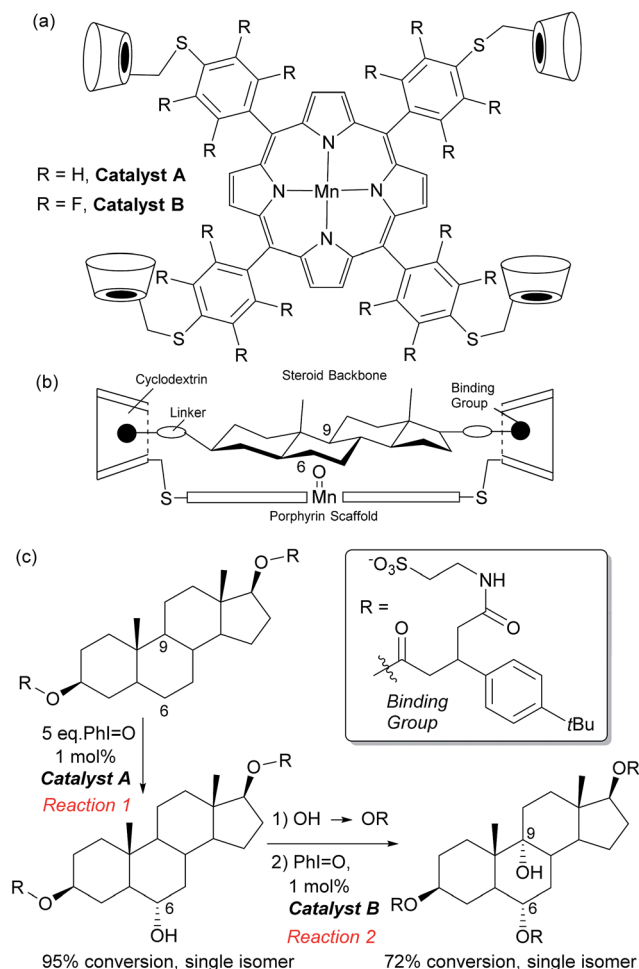 (a)
S
S
R
R
R
R
R
R
R
R
N
N
Mn
N
N
R = H, Catalyst A
R = F, Catalyst B
R
R
R
R
R
R
R
R
S
S
(b)
Steroid Backbone
Cyclodextrin
Binding
Group
Linker
9
6
O
S
Mn
S
Porphyrin Scaffold
(c)
R
O
9
R
O
6
-O3S
NH
R =
O
O
Binding
Group
tBu
5 eq.PhI=O
1 mol%
Catalyst A
Reaction 1
R
O
R
O
6
OH
1) OH → OR
2) PhI=O,
1 mol%
Catalyst B
Reaction 2
OR
9
OH
RO
6
OR
95% conversion, single isomer
72% conversion, single isomer